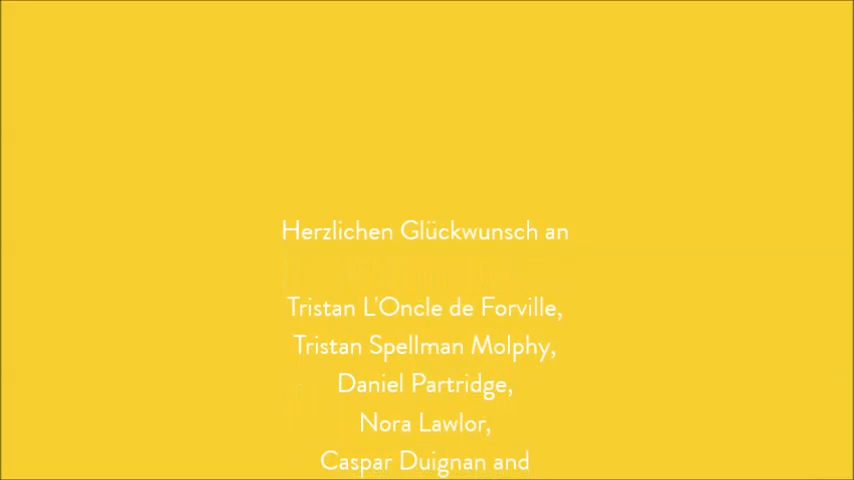 Herzlichen Glückwunsch an
Tristan L'Oncle de Forville,
Tristan Spellman Molphy,
Daniel Partridge,
Nora Lawlor,
Caspar Duignan and